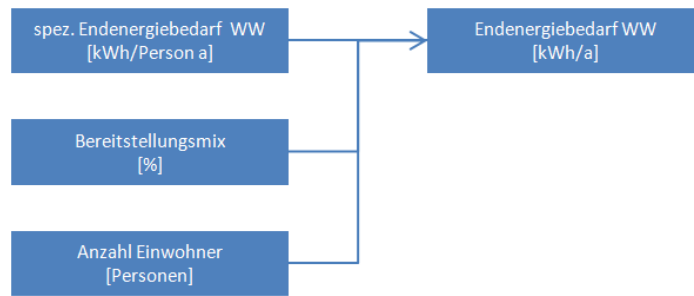 spez. Endenergiebedarf WW
[kWh/Person a]
Endenergiebedarf WW
[kWh/a]
Bereitstellungsmix
[%]
Anzahl Einwohner
[Personen]